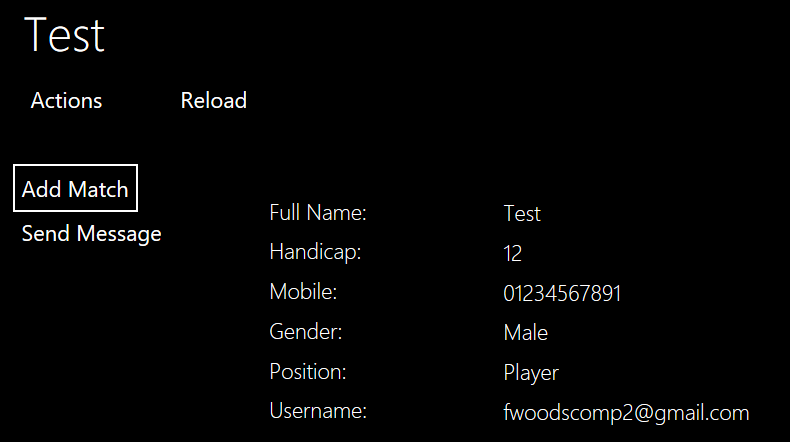 Test
Actions Reload
Add Match
Send Message
Full Name: Test
Handicap: 12
Mobile: 01234567891
Gender: Male
Position: Player
Username: fwoodscomp2@gmail.com